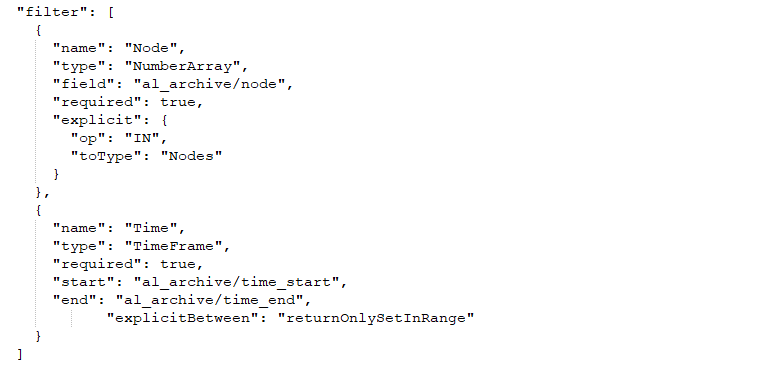 "filter": [
  {
    "name": "Node",
    "type": "NumberArray",
    "field": "al_archive/node",
    "required": true,
    "explicit": {
      "op": "IN",
      "toType": "Nodes"
    }
  },
  {
    "name": "Time",
    "type": "TimeFrame",
    "required": true,
    "start": "al_archive/time_start",
    "end": "al_archive/time_end",
          "explicitBetween": "returnOnlySetInRange"
  }
]